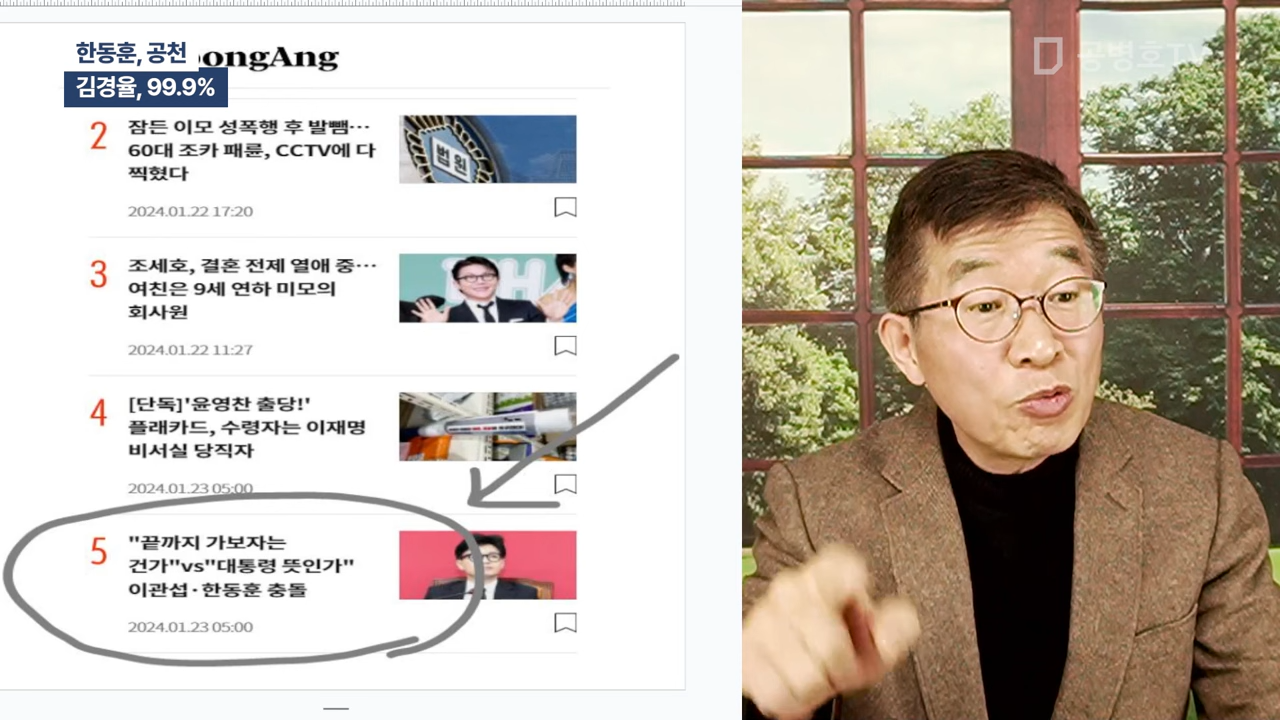 한동훈, 공천
김경율, 99.9%
ongAng
2
잠든 이모 성폭행 후 발뺌…
60대 조카 패륜, CCTV에 다
찍혔다
2024.01.22 17:20
법원
3
조세호, 결혼 전제 열애 중…
여친은 9세 연하 미모의
회사원
2024.01.22 11:27
4
[단독]'윤영찬 출당!'
플래카드, 수령자는 이재명
비서실 당직자
2024.01.23 05:00
5
"끝까지 가보자는
건가"vs"대통령 뜻인가"
이관섭·한동훈 충돌
2024.01.23 05:00
공병호TV